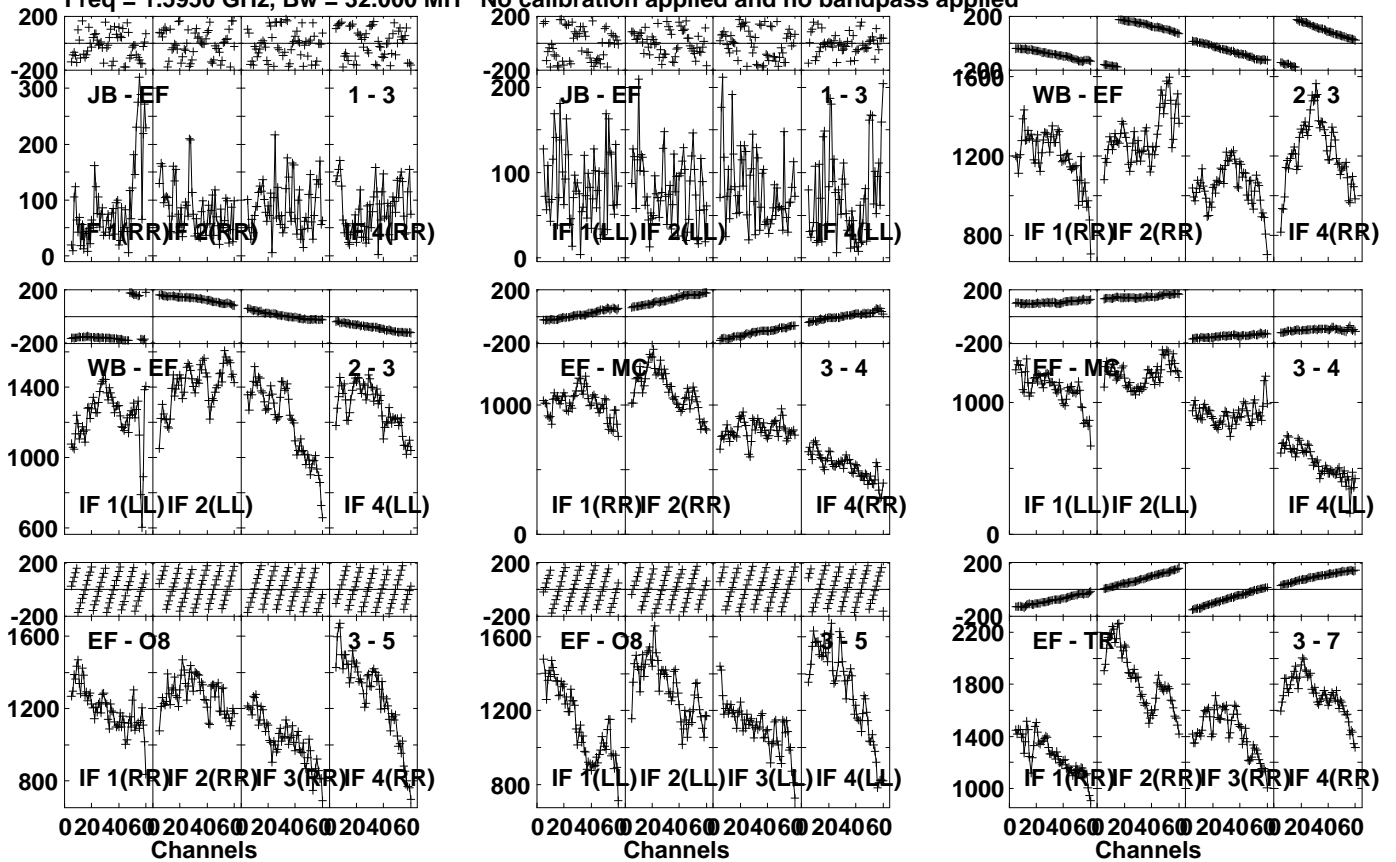 Freq = 1.5950 GHz, Bw = 32.000 MH No calibration applied and no bandpass applied
200
-200
300
200
100
0
JB - EF 1 - 3
IF 1(RR) IF 2(RR) IF 4(RR)
200
-200
200
100
0
JB - EF 1 - 3
IF 1(LL) IF 2(LL) IF 4(LL)
200
-200
1600
1200
800
WB - EF 2 - 3
IF 1(RR) IF 2(RR) IF 4(RR)
200
-200
1400
1000
600
WB - EF 2 - 3
IF 1(LL) IF 2(LL) IF 4(LL)
200
-200
1000
0
EF - MC 3 - 4
IF 1(RR) IF 2(RR) IF 4(RR)
200
-200
1000
0
EF - MC 3 - 4
IF 1(LL) IF 2(LL) IF 4(LL)
200
-200
1600
1200
800
EF - O8 3 - 5
IF 1(RR) IF 2(RR) IF 3(RR) IF 4(RR)
0 20 40 60 0 20 40 60 0 20 40 60 0 20 40 60
Channels
200
-200
1600
1200
800
EF - O8 3 - 5
IF 1(LL) IF 2(LL) IF 3(LL) IF 4(LL)
0 20 40 60 0 20 40 60 0 20 40 60 0 20 40 60
Channels
200
-200
2200
1800
1400
1000
EF - TR 3 - 7
IF 1(RR) IF 2(RR) IF 3(RR) IF 4(RR)
0 20 40 60 0 20 40 60 0 20 40 60 0 20 40 60
Channels